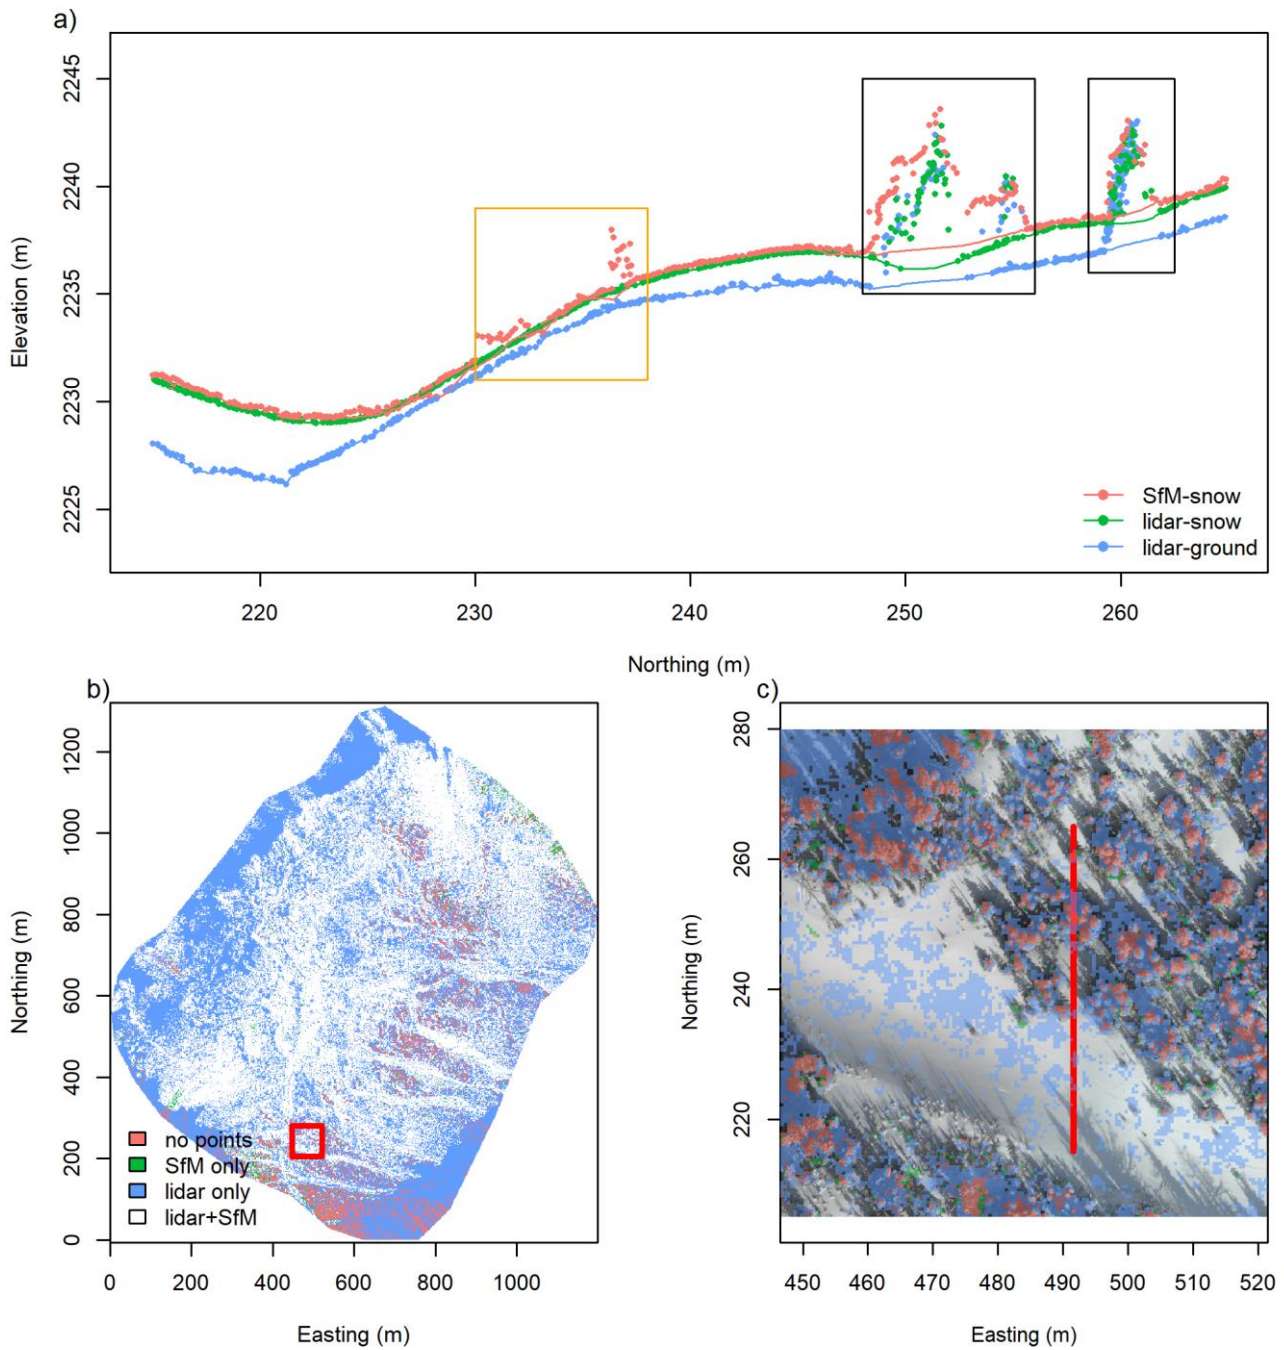 a)
2245
2240
2235
2230
2225
Elevation (m)
SfM-snow
lidar-snow
lidar-ground
220
230
240
250
260
Northing (m)
b)
1200
1000
800
600
400
200
0
Northing (m)
no points
SfM only
lidar only
lidar+SfM
0
200
400
600
800
1000
Easting (m)
c)
280
260
240
220
Northing (m)
450
460
470
480
490
500
510
520
Easting (m)